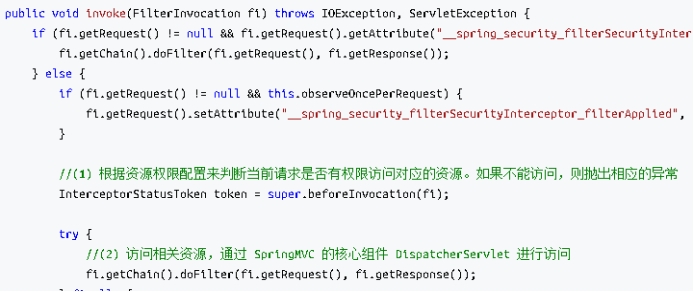 public void invoke(FilterInvocation fi) throws IOException, ServletException {
if (fi.getRequest() != null && fi.getRequest().getAttribute("__spring_security_filterSecurityInter
fi.getChain().doFilter(fi.getRequest(), fi.getResponse());
} else {
if (fi.getRequest() != null && this.observeOncePerRequest) {
fi.getRequest().setAttribute("__spring_security_filterSecurityInterceptor_filterApplied",
}
//(1) 根据资源权限配置来判断当前请求是否有权限访问对应的资源。如果不能访问，则抛出相应的异常
InterceptorStatusToken token = super.beforeInvocation(fi);
try {
//(2) 访问相关资源，通过 SpringMVC 的核心组件 DispatcherServlet 进行访问
fi.getChain().doFilter(fi.getRequest(), fi.getResponse());